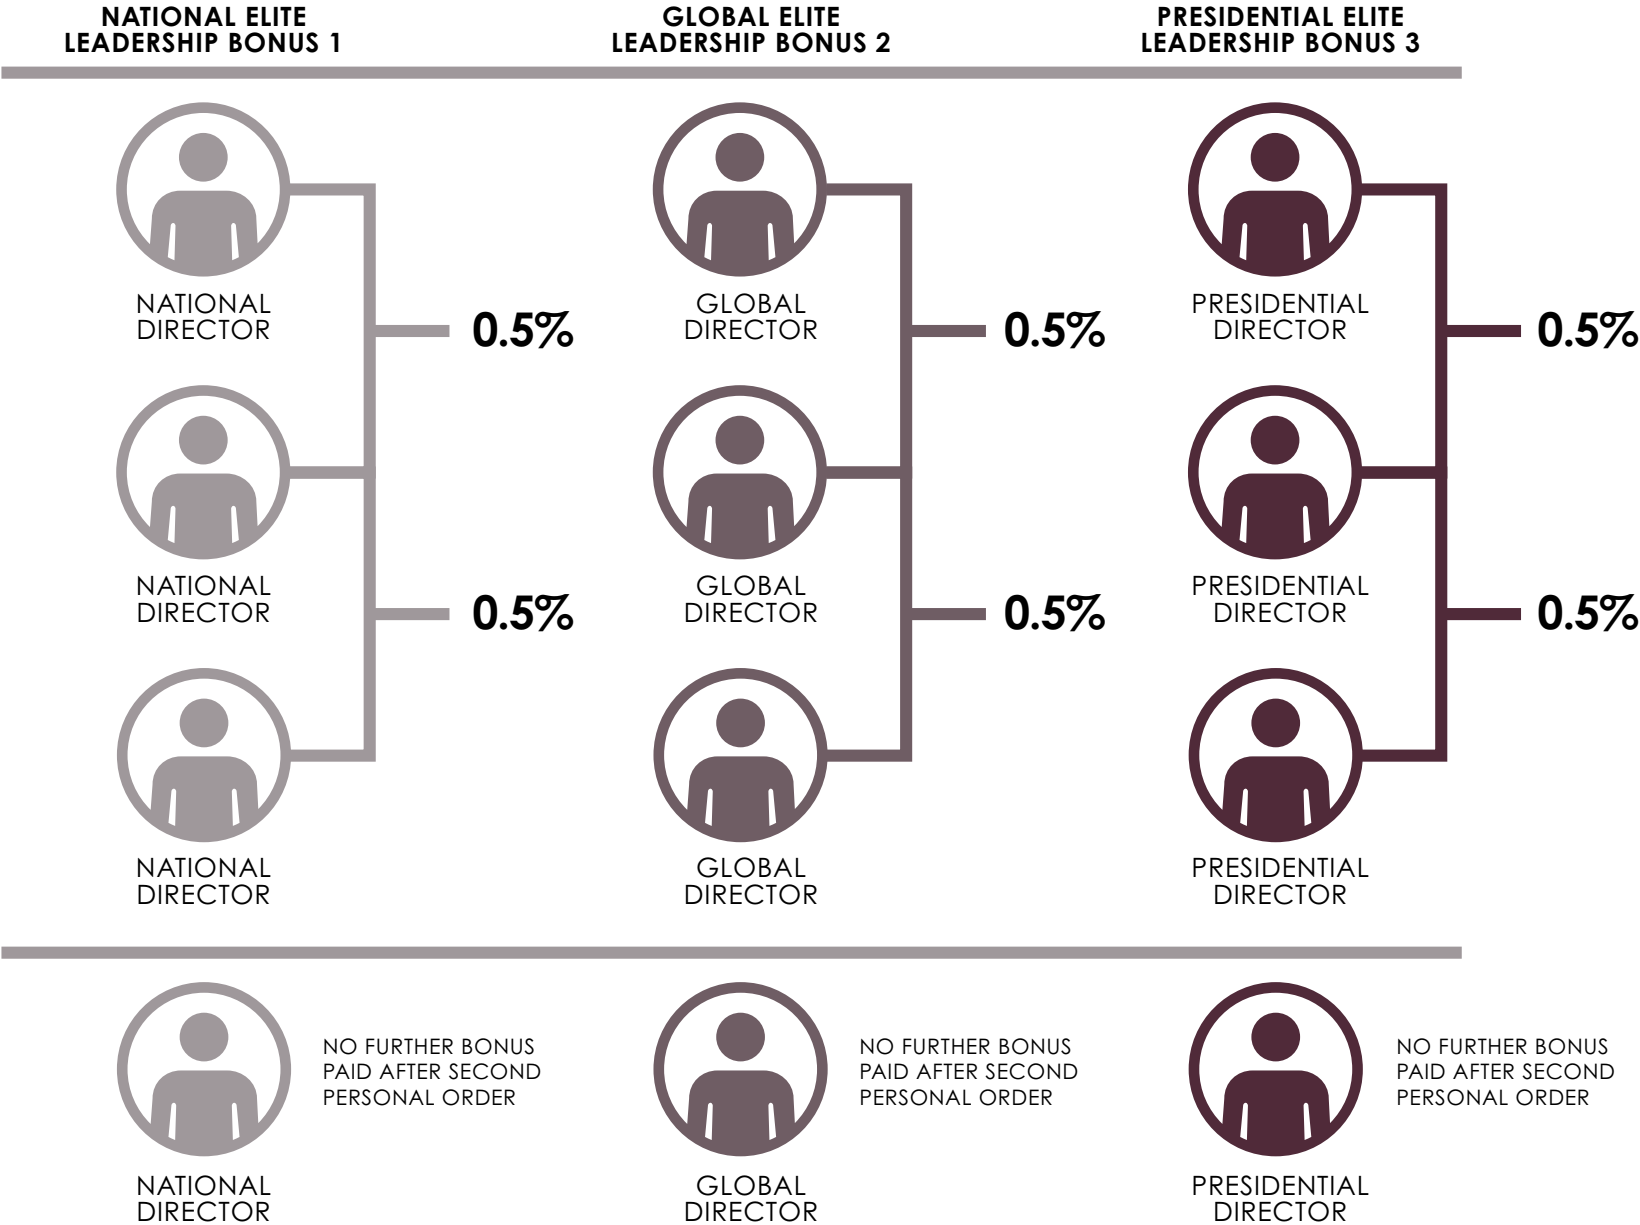 NATIONAL ELITE
LEADERSHIP BONUS 1
GLOBAL ELITE
LEADERSHIP BONUS 2
PRESIDENTIAL ELITE
LEADERSHIP BONUS 3
NATIONAL
DIRECTOR
0.5%
GLOBAL
DIRECTOR
0.5%
PRESIDENTIAL
DIRECTOR
0.5%
NATIONAL
DIRECTOR
0.5%
GLOBAL
DIRECTOR
0.5%
PRESIDENTIAL
DIRECTOR
0.5%
NATIONAL
DIRECTOR
GLOBAL
DIRECTOR
PRESIDENTIAL
DIRECTOR
NO FURTHER BONUS
PAID AFTER SECOND
PERSONAL ORDER
NO FURTHER BONUS
PAID AFTER SECOND
PERSONAL ORDER
NO FURTHER BONUS
PAID AFTER SECOND
PERSONAL ORDER
NATIONAL
DIRECTOR
GLOBAL
DIRECTOR
PRESIDENTIAL
DIRECTOR